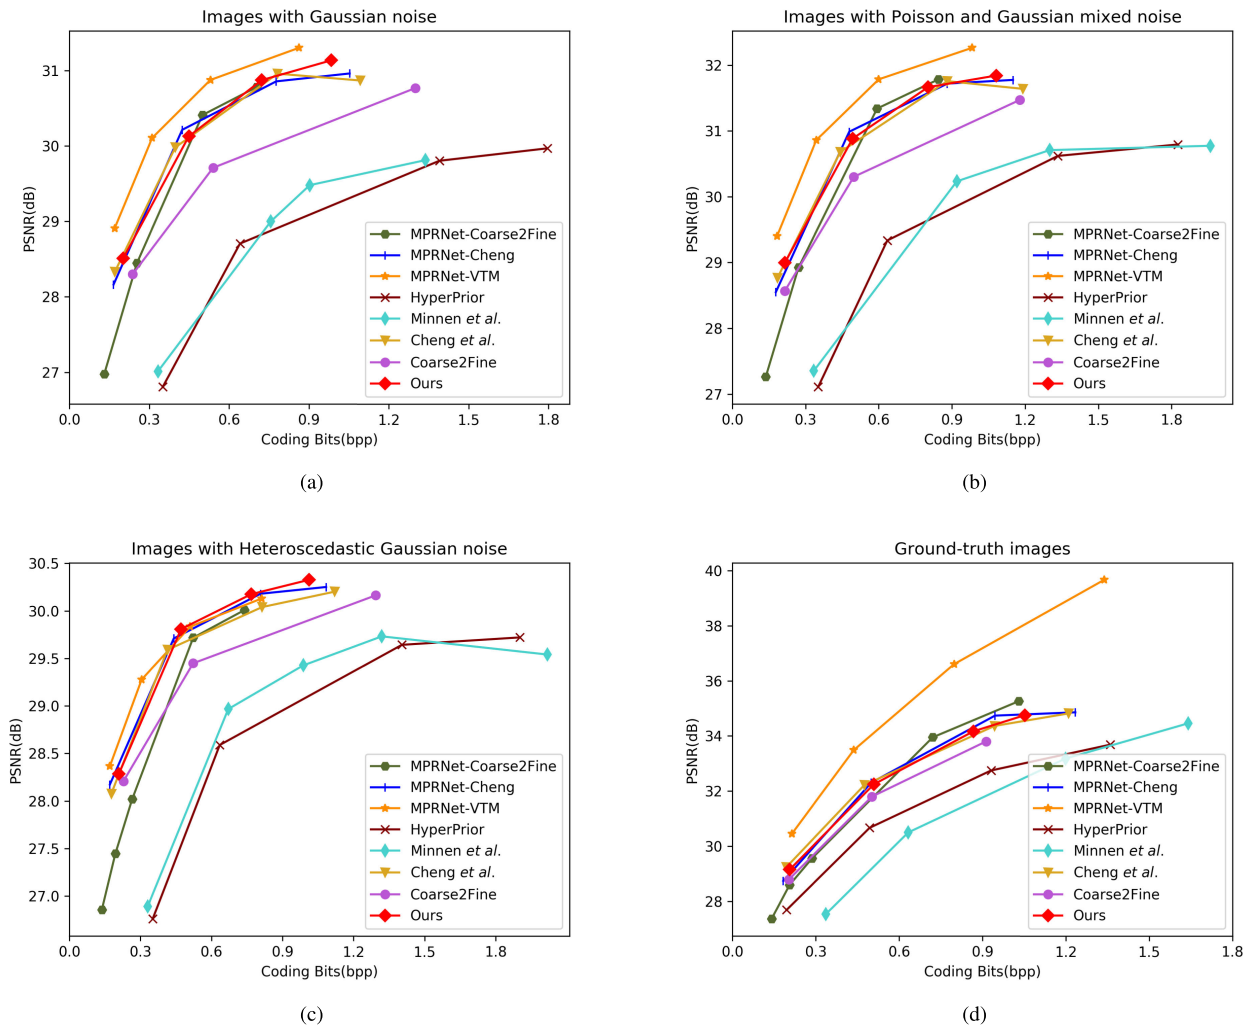 Images with Gaussian noise
31
30
29
28
27
PSNR(dB)
0.0 0.3 0.6 0.9 1.2 1.5 1.8
Coding Bits(bpp)
MPRNet-Coarse2Fine
MPRNet-Cheng
MPRNet-VTM
HyperPrior
Minnen et al.
Cheng et al.
Coarse2Fine
Ours
(a)
Images with Poisson and Gaussian mixed noise
32
31
30
29
28
27
PSNR(dB)
0.0 0.3 0.6 0.9 1.2 1.5 1.8
Coding Bits(bpp)
MPRNet-Coarse2Fine
MPRNet-Cheng
MPRNet-VTM
HyperPrior
Minnen et al.
Cheng et al.
Coarse2Fine
Ours
(b)
Images with Heteroscedastic Gaussian noise
30.5
30.0
29.5
29.0
28.5
28.0
27.5
27.0
PSNR(dB)
0.0 0.3 0.6 0.9 1.2 1.5 1.8
Coding Bits(bpp)
MPRNet-Coarse2Fine
MPRNet-Cheng
MPRNet-VTM
HyperPrior
Minnen et al.
Cheng et al.
Coarse2Fine
Ours
(c)
Ground-truth images
40
38
36
34
32
30
28
PSNR(dB)
0.0 0.3 0.6 0.9 1.2 1.5 1.8
Coding Bits(bpp)
MPRNet-Coarse2Fine
MPRNet-Cheng
MPRNet-VTM
HyperPrior
Minnen et al.
Cheng et al.
Coarse2Fine
Ours
(d)